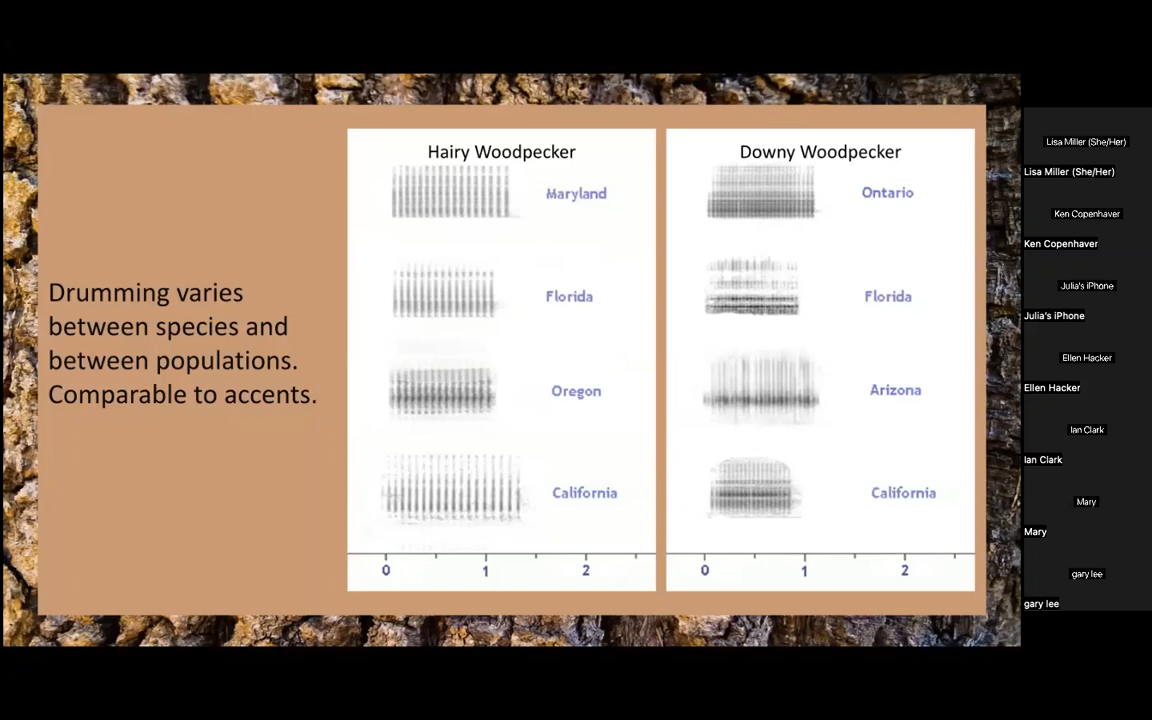 Drumming varies
between species and
between populations.
Comparable to accents.
Hairy Woodpecker
Maryland
Florida
Oregon
California
0 1 2
Downy Woodpecker
Ontario
Florida
Arizona
California
0 1 2
Lisa Miller (She/Her)
Lisa Miller (She/Her)
Ken Copenhaver
Ken Copenhaver
Julia's iPhone
Julia's iPhone
Ellen Hacker
Ellen Hacker
Ian Clark
Ian Clark
Mary
Mary
gary lee
gary lee